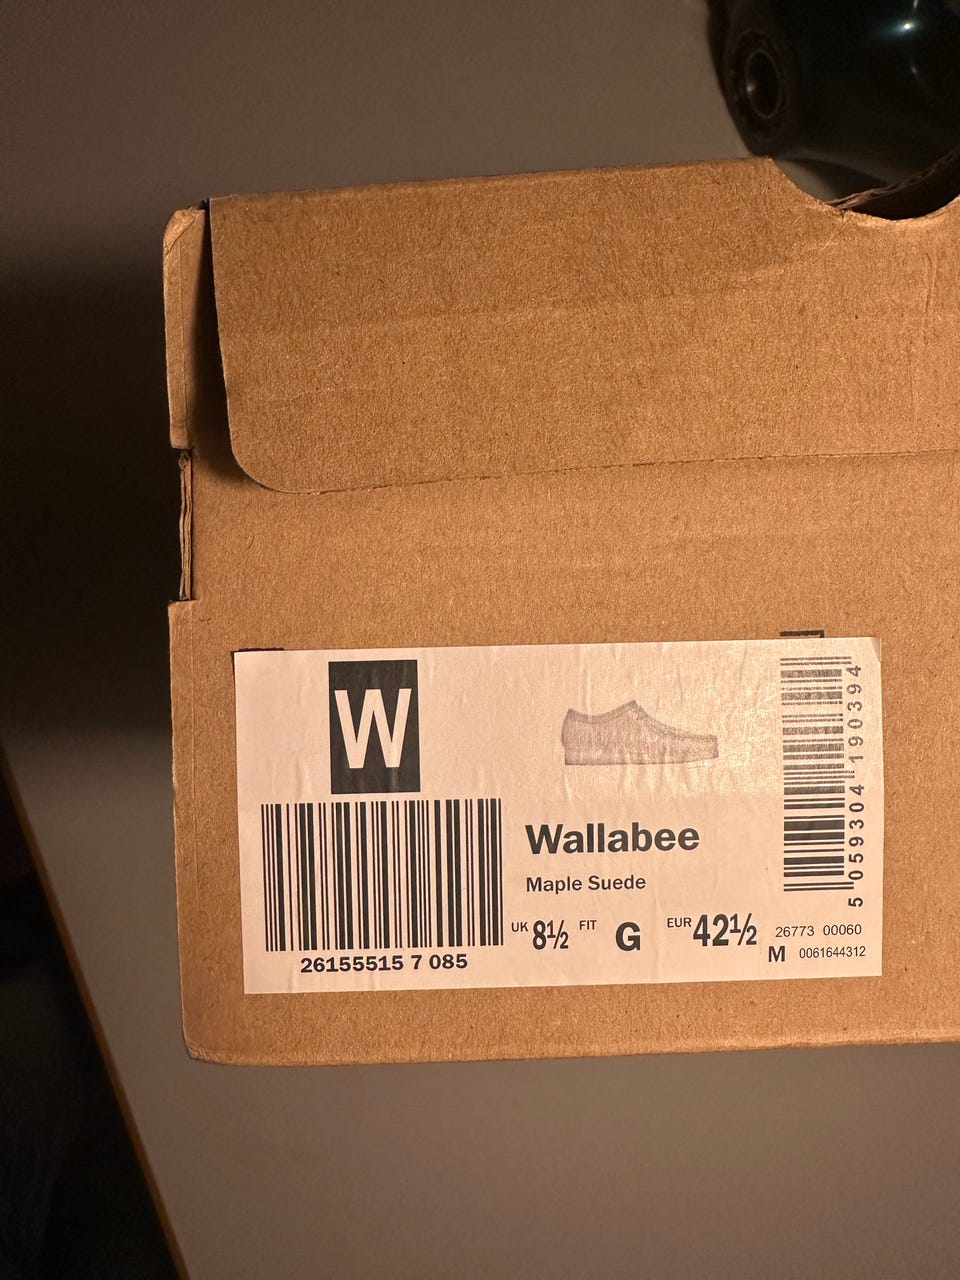 W
26155515 7 085
Wallabee
Maple Suede
UK 8½ FIT G EUR 42½
5 059304 190394
26773 00060
M 0061644312